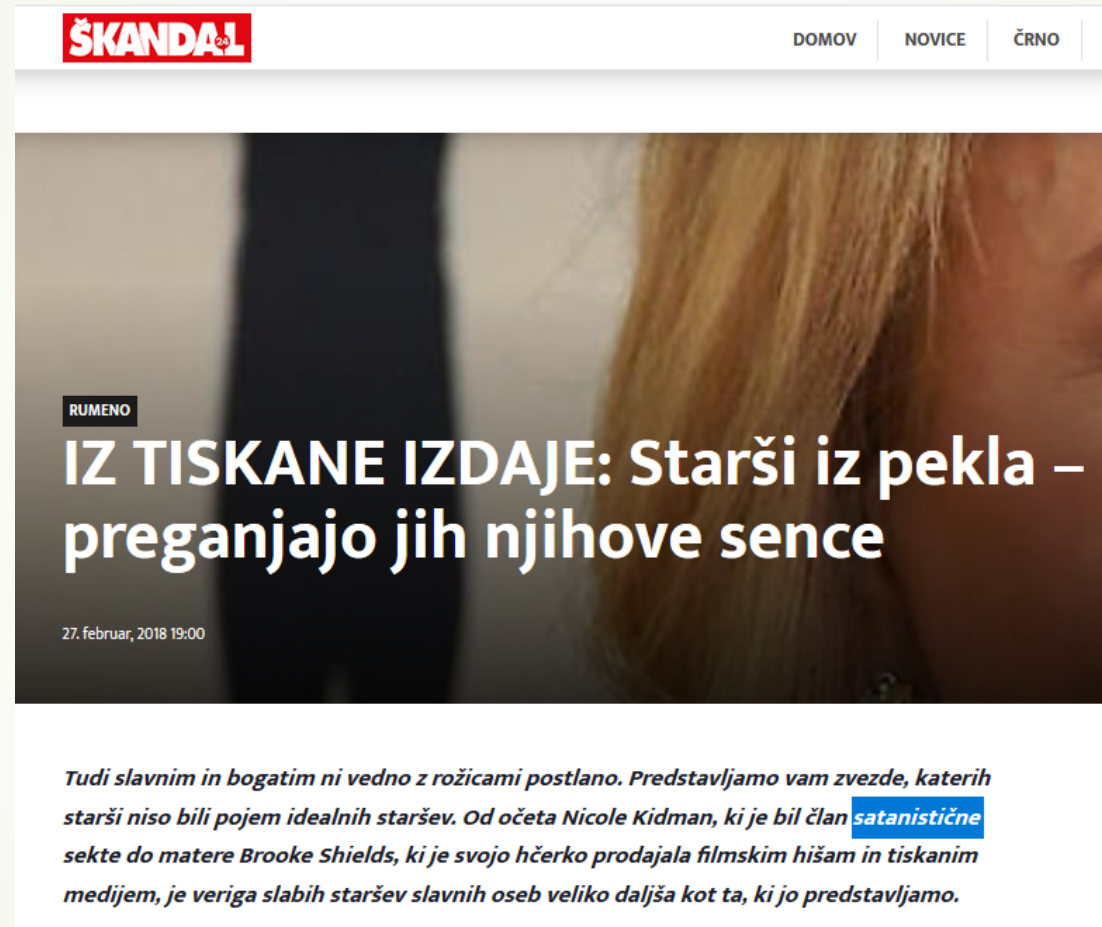 ŠKANDAL24
DOMOV
NOVICE
ČRNO
RUMENO
IZ TISKANE IZDAJE: Starši iz pekla –
preganjajo jih njihove sence
27. februar, 2018 19:00
Tudi slavnim in bogatim ni vedno z rožicami postlano. Predstavljamo vam zvezde, katerih
starši niso bili pojem idealnih staršev. Od očeta Nicole Kidman, ki je bil član satanistične
sekte do matere Brooke Shields, ki je svojo hčerko prodajala filmskim hišam in tiskanim
medijem, je veriga slabih staršev slavnih oseb veliko daljša kot ta, ki jo predstavljamo.